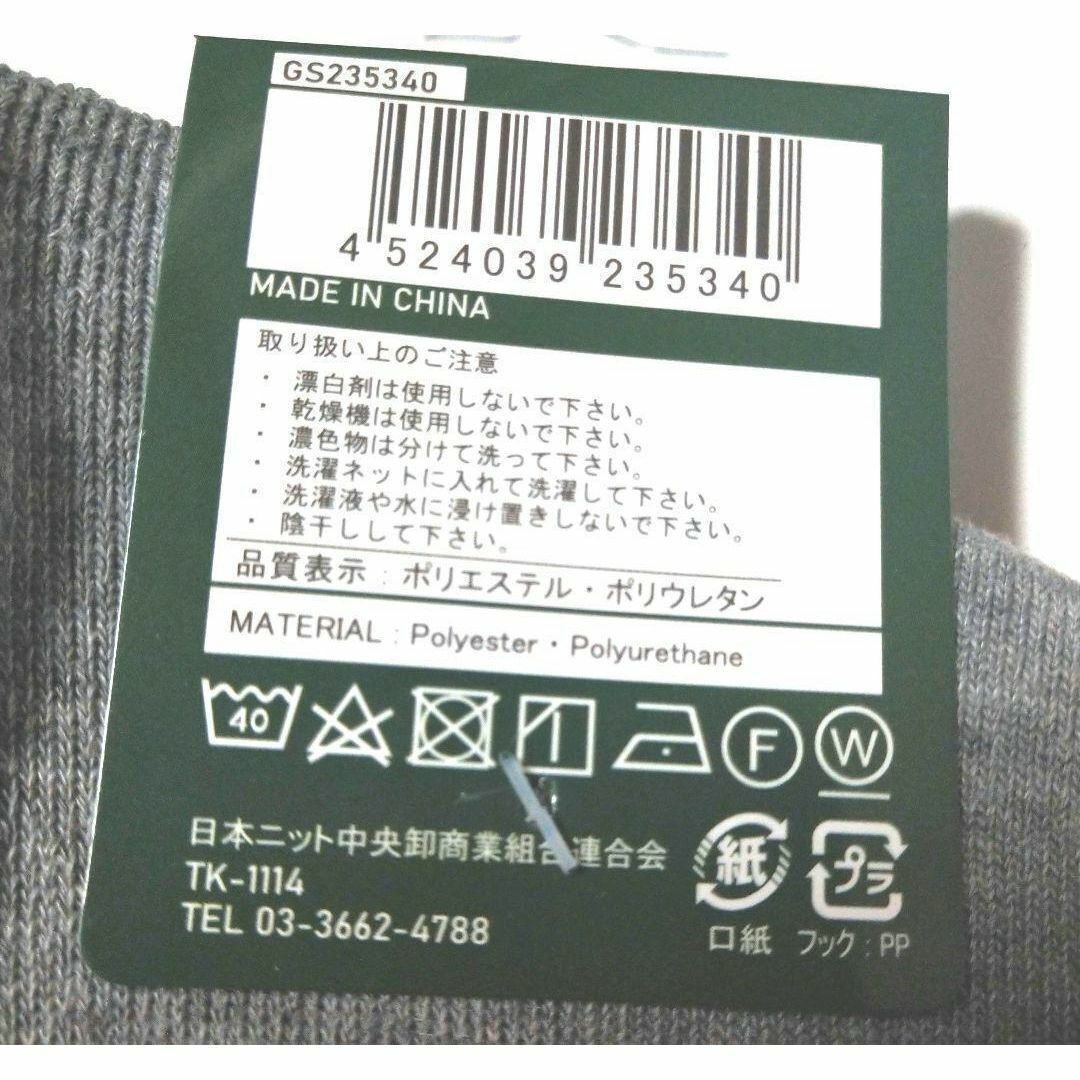 GS235340
4 524039 235340
MADE IN CHINA
取り扱い上のご注意
・ 漂白剤は使用しないで下さい。
・ 乾燥機は使用しないで下さい。
・ 濃色物は分けて洗って下さい。
・ 洗濯ネットに入れて洗濯して下さい。
・ 洗濯液や水に浸け置きしないで下さい。
・ 陰干しして下さい。
品質表示：ポリエステル・ポリウレタン
MATERIAL：Polyester・Polyurethane
40 F W
日本ニット中央卸商業組合連合会
TK-1114
TEL 03-3662-4788
紙 プラ
口紙 フック：PP